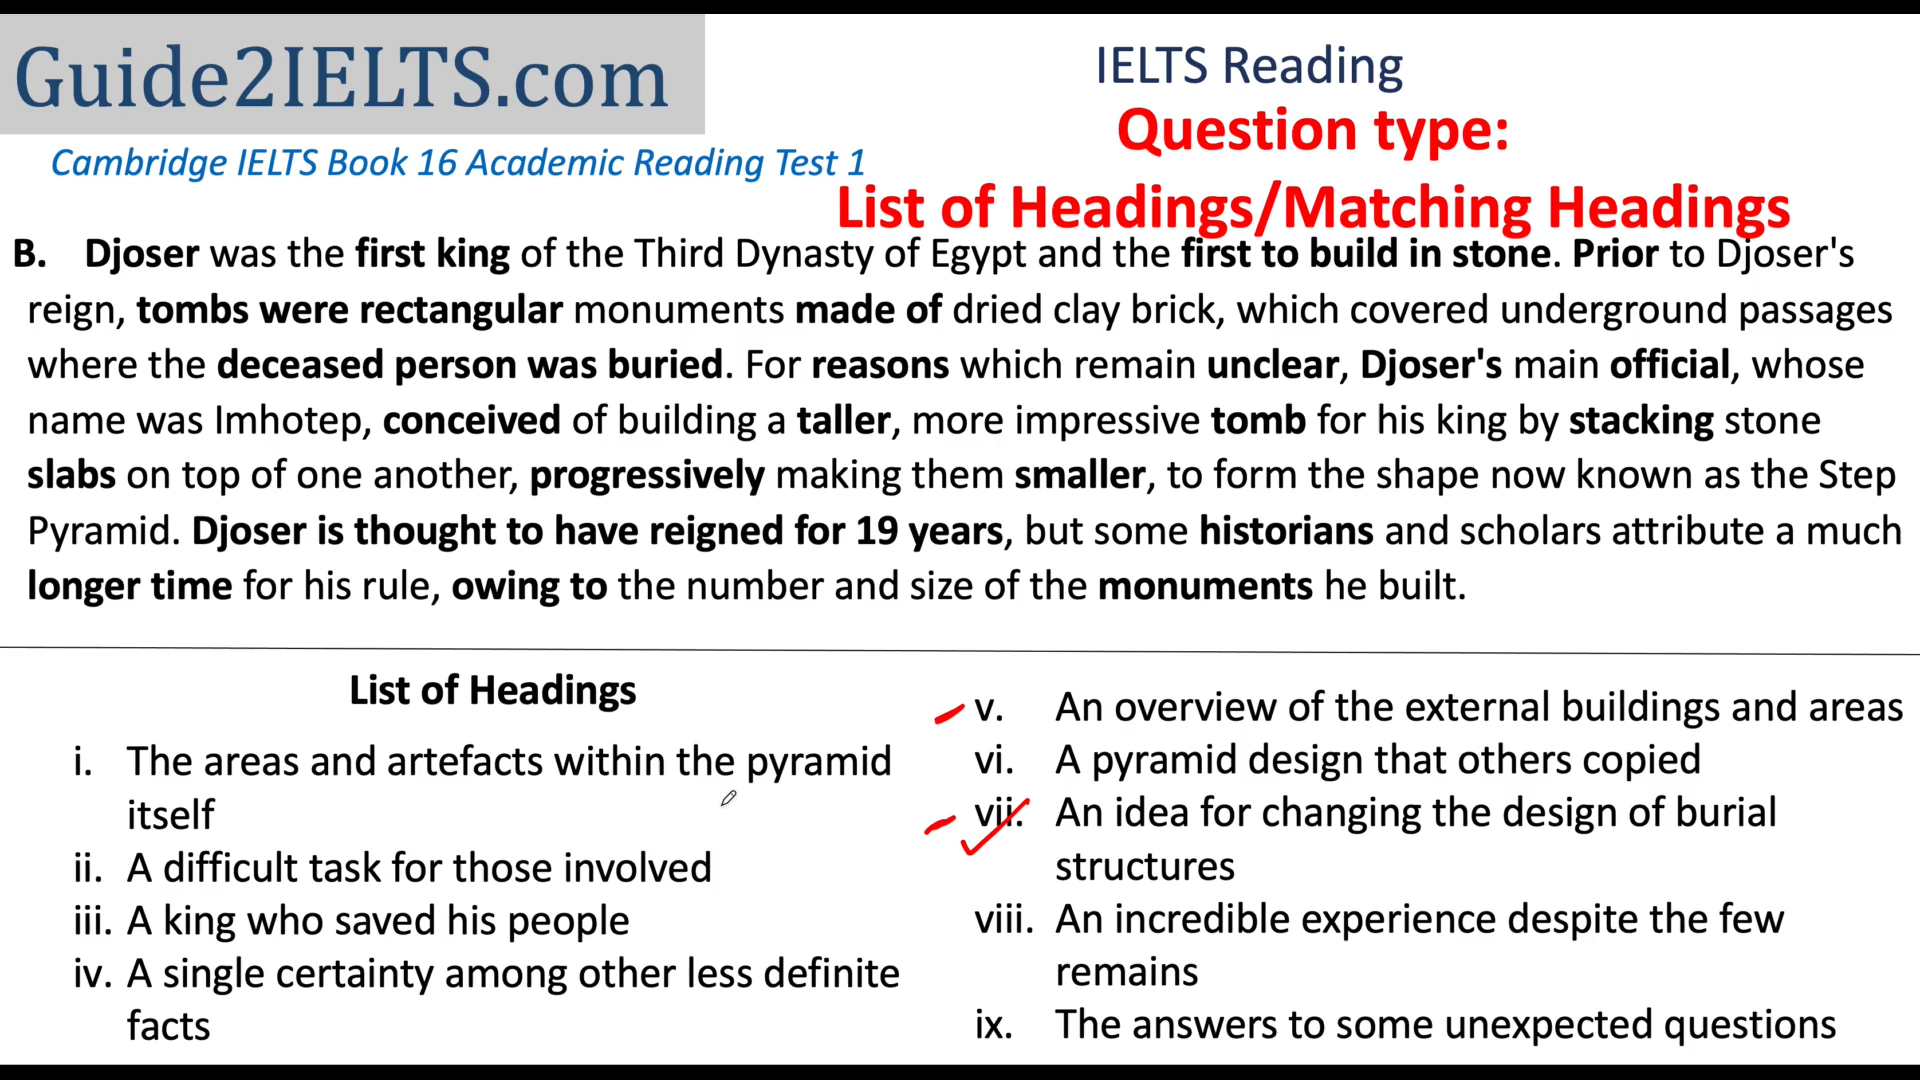 Guide2IELTS.com
Cambridge IELTS Book 16 Academic Reading Test 1
IELTS Reading
Question type:
List of Headings/Matching Headings
B. Djoser was the first king of the Third Dynasty of Egypt and the first to build in stone. Prior to Djoser's
reign, tombs were rectangular monuments made of dried clay brick, which covered underground passages
where the deceased person was buried. For reasons which remain unclear, Djoser's main official, whose
name was Imhotep, conceived of building a taller, more impressive tomb for his king by stacking stone
slabs on top of one another, progressively making them smaller, to form the shape now known as the Step
Pyramid. Djoser is thought to have reigned for 19 years, but some historians and scholars attribute a much
longer time for his rule, owing to the number and size of the monuments he built.
List of Headings
i. The areas and artefacts within the pyramid
itself
ii. A difficult task for those involved
iii. A king who saved his people
iv. A single certainty among other less definite
facts
v. An overview of the external buildings and areas
vi. A pyramid design that others copied
vii. An idea for changing the design of burial
structures
viii. An incredible experience despite the few
remains
ix. The answers to some unexpected questions